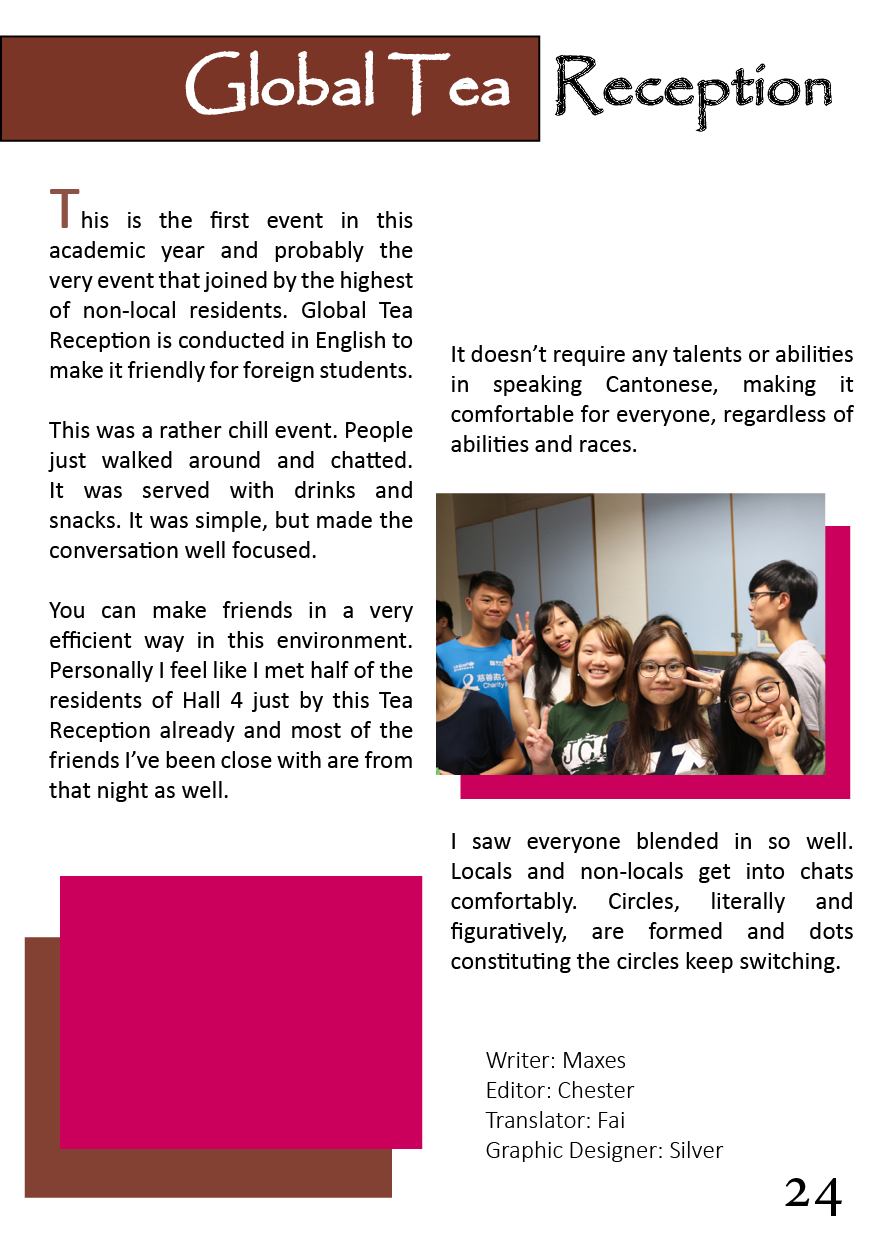 Global Tea Reception
This is the first event in this
academic year and probably the
very event that joined by the highest
of non-local residents. Global Tea
Reception is conducted in English to
make it friendly for foreign students.
This was a rather chill event. People
just walked around and chatted.
It was served with drinks and
snacks. It was simple, but made the
conversation well focused.
You can make friends in a very
efficient way in this environment.
Personally I feel like I met half of the
residents of Hall 4 just by this Tea
Reception already and most of the
friends I’ve been close with are from
that night as well.
It doesn’t require any talents or abilities
in speaking Cantonese, making it
comfortable for everyone, regardless of
abilities and races.
unicef
慈善跑
Charity
JCI
I saw everyone blended in so well.
Locals and non-locals get into chats
comfortably. Circles, literally and
figuratively, are formed and dots
constituting the circles keep switching.
Writer: Maxes
Editor: Chester
Translator: Fai
Graphic Designer: Silver
24